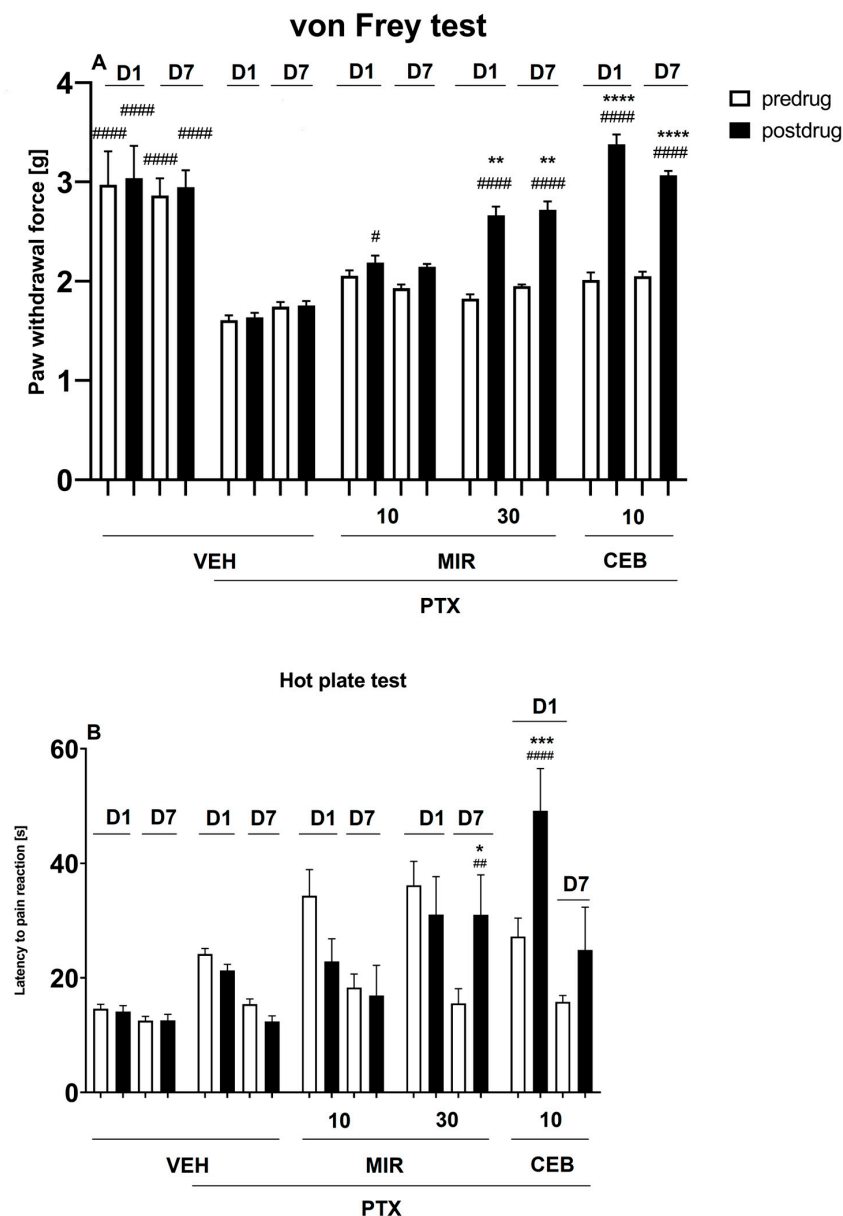 von Frey test
A
D1 D7 D1 D7 D1 D7 D1 D7 D1 D7
predrug
postdrug
Paw withdrawal force [g]
4
3
2
1
0
#### #### #### ####
#
** ####
** ####
**** ####
**** ####
10 30 10
VEH MIR CEB
PTX
Hot plate test
B
D1
D1 D7 D1 D7 D1 D7 D1 D7
D7
Latency to pain reaction [s]
60
40
20
0
*** ####
* ##
10 30 10
VEH MIR CEB
PTX